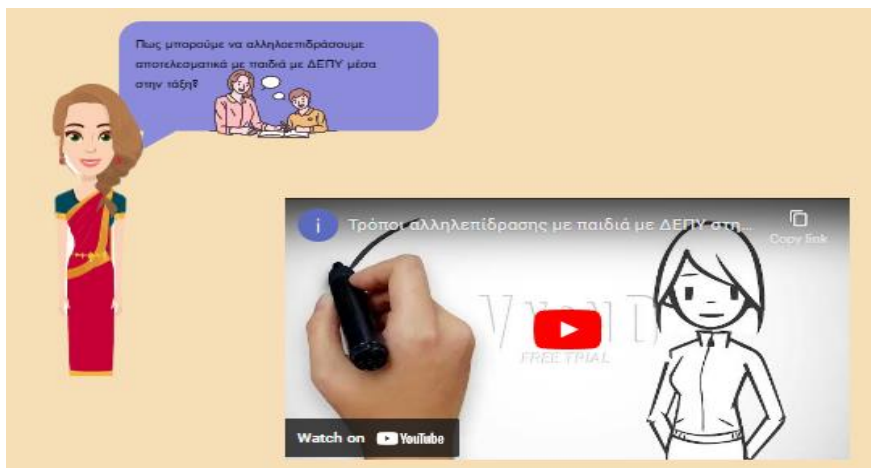 Πως μπορούμε να αλληλοεπιδράσουμε
αποτελεσματικά με παιδιά με ΔΕΠΥ μέσα
στην τάξη?
i Τρόποι αλληλεπίδρασης με παιδιά με ΔΕΠΥ στη...
Copy link
VYOND
FREE TRIAL
Watch on YouTube